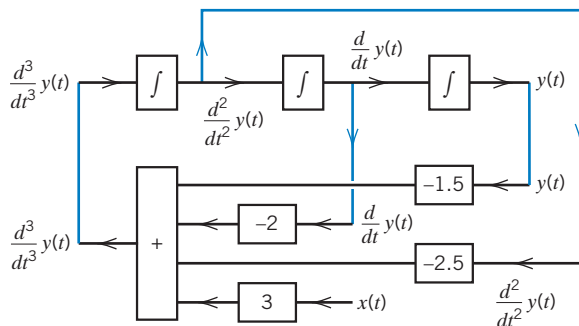 d/dt y(t)
d³/dt³ y(t) ∫ ∫ ∫ y(t)
d²/dt² y(t)
−1.5 y(t)
−2 d/dt y(t)
d³/dt³ y(t) +
−2.5
3 x(t) d²/dt² y(t)